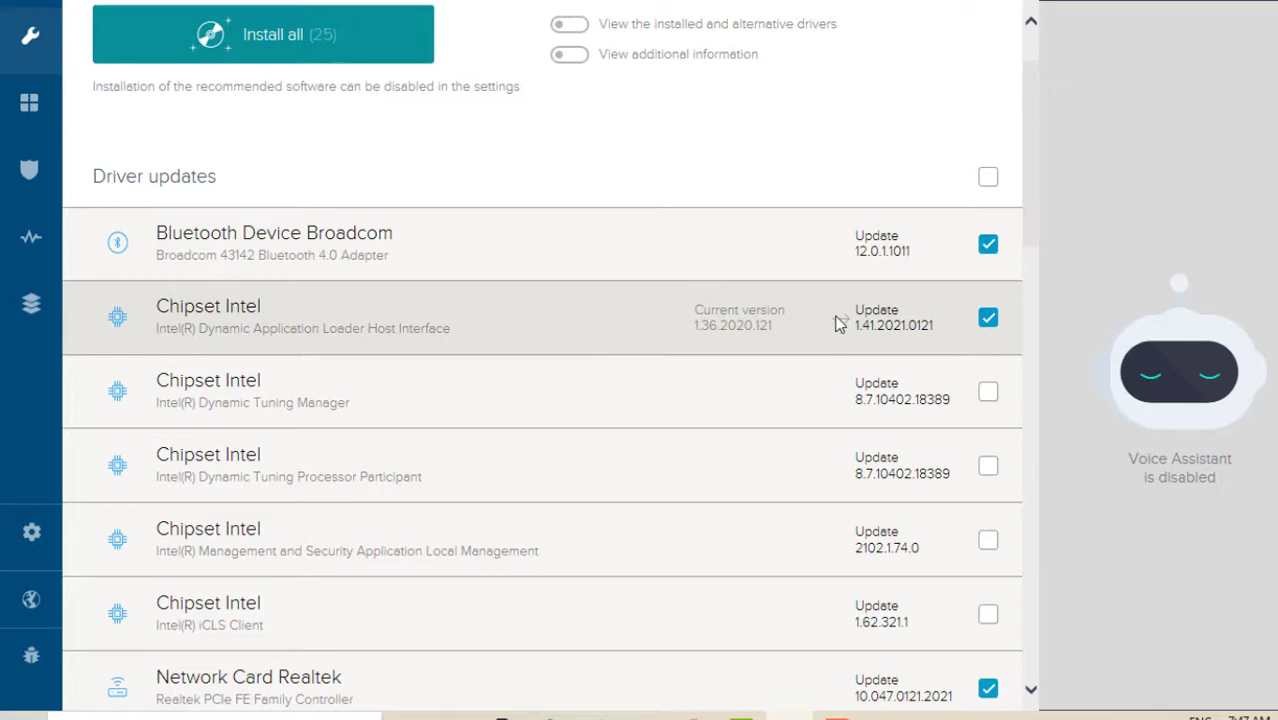 Install all (25)
View the installed and alternative drivers
View additional information
Installation of the recommended software can be disabled in the settings
Driver updates
Bluetooth Device Broadcom
Broadcom 43142 Bluetooth 4.0 Adapter
Update
12.0.1.1011
Chipset Intel
Intel(R) Dynamic Application Loader Host Interface
Current version
1.36.2020.121
Update
1.41.2021.0121
Chipset Intel
Intel(R) Dynamic Tuning Manager
Update
8.7.10402.18389
Chipset Intel
Intel(R) Dynamic Tuning Processor Participant
Update
8.7.10402.18389
Chipset Intel
Intel(R) Management and Security Application Local Management
Update
2102.1.74.0
Chipset Intel
Intel(R) iCLS Client
Update
1.62.321.1
Network Card Realtek
Realtek PCIe FE Family Controller
Update
10.047.0121.2021
Voice Assistant
is disabled